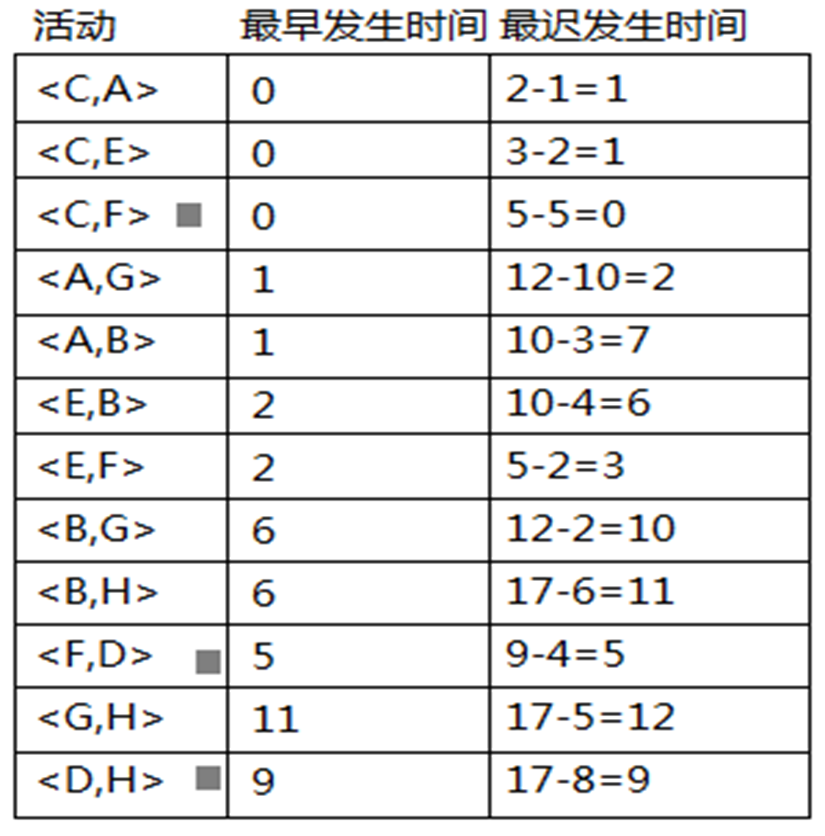 活动 最早发生时间 最迟发生时间
<C,A> 0 2-1=1
<C,E> 0 3-2=1
<C,F> 0 5-5=0
<A,G> 1 12-10=2
<A,B> 1 10-3=7
<E,B> 2 10-4=6
<E,F> 2 5-2=3
<B,G> 6 12-2=10
<B,H> 6 17-6=11
<F,D> 5 9-4=5
<G,H> 11 17-5=12
<D,H> 9 17-8=9